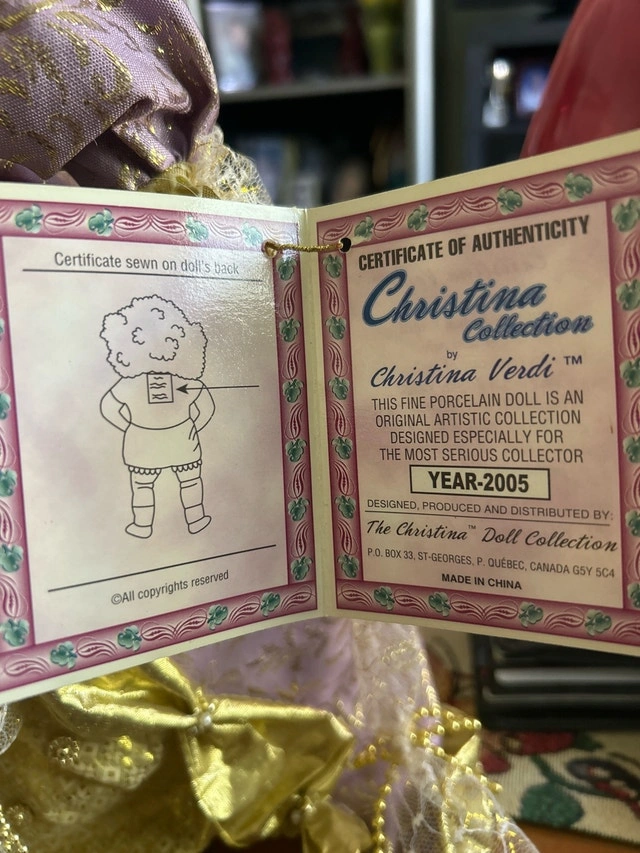 Certificate sewn on doll's back
©All copyrights reserved
CERTIFICATE OF AUTHENTICITY
Christina
Collection
by
Christina Verdi ™
THIS FINE PORCELAIN DOLL IS AN
ORIGINAL ARTISTIC COLLECTION
DESIGNED ESPECIALLY FOR
THE MOST SERIOUS COLLECTOR
YEAR-2005
DESIGNED, PRODUCED AND DISTRIBUTED BY:
The Christina™ Doll Collection
P.O. BOX 33, ST-GEORGES, P. QUÉBEC, CANADA G5Y 5C4
MADE IN CHINA